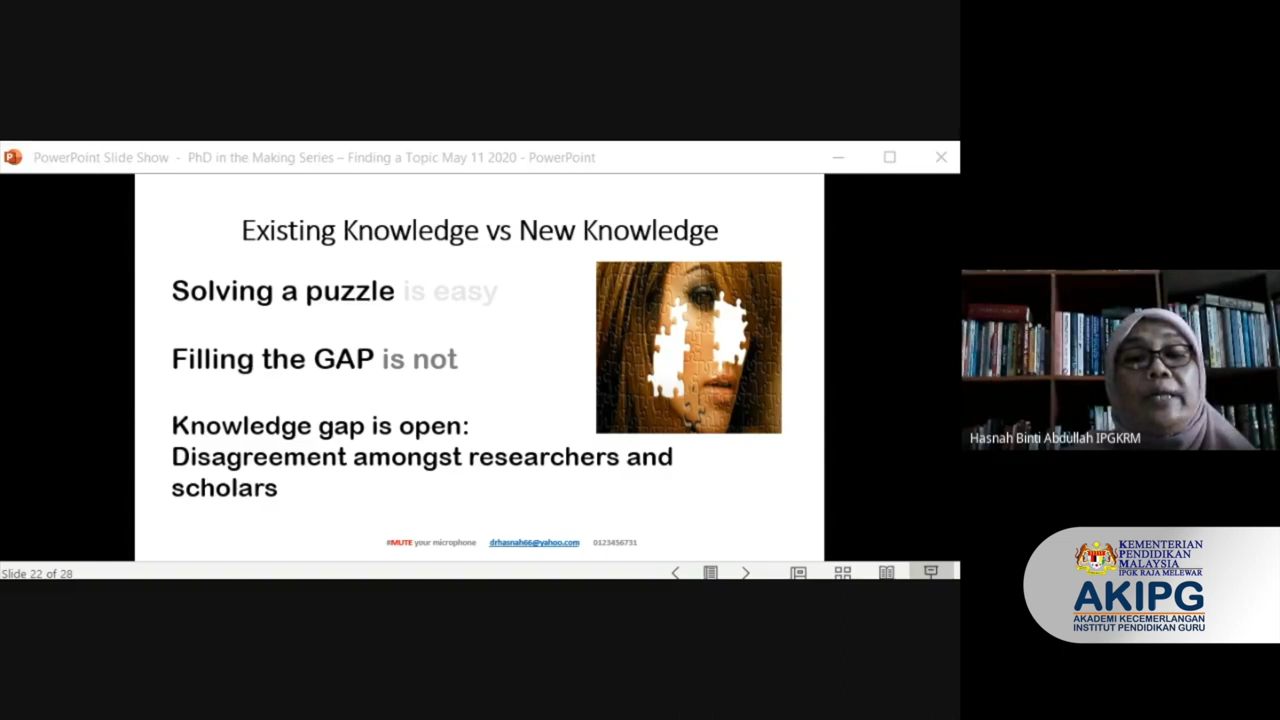 PowerPoint Slide Show - PhD in the Making Series – Finding a Topic May 11 2020 - PowerPoint
Existing Knowledge vs New Knowledge
Solving a puzzle is easy
Filling the GAP is not
Knowledge gap is open:
Disagreement amongst researchers and
scholars
#MUTE your microphone drhasnah66@yahoo.com 0123456731
Slide 22 of 28
Hasnah Binti Abdullah IPGKRM
KEMENTERIAN
PENDIDIKAN
MALAYSIA
IPGK RAJA MELEWAR
AKIPG
AKADEMI KECEMERLANGAN
INSTITUT PENDIDIKAN GURU